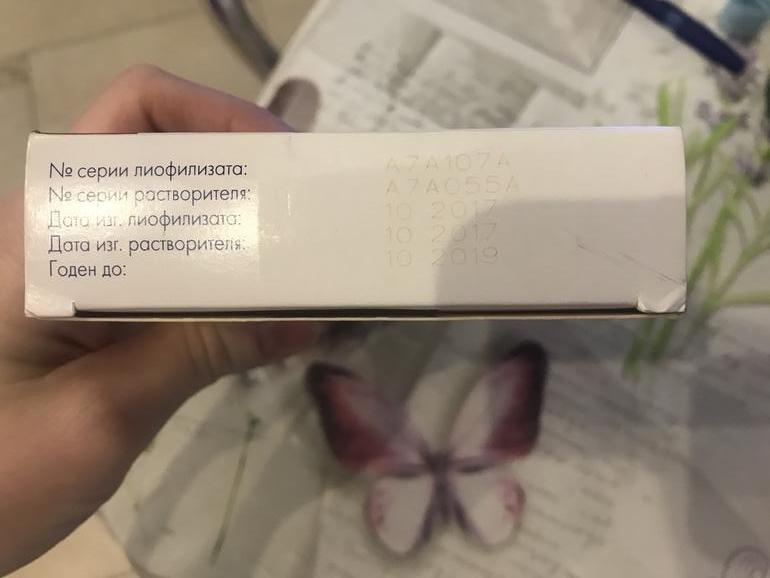 № серии лиофилизата: A7A107A
№ серии растворителя: A7A055A
Дата изг. лиофилизата: 10 2017
Дата изг. растворителя: 10 2017
Годен до: 10 2019